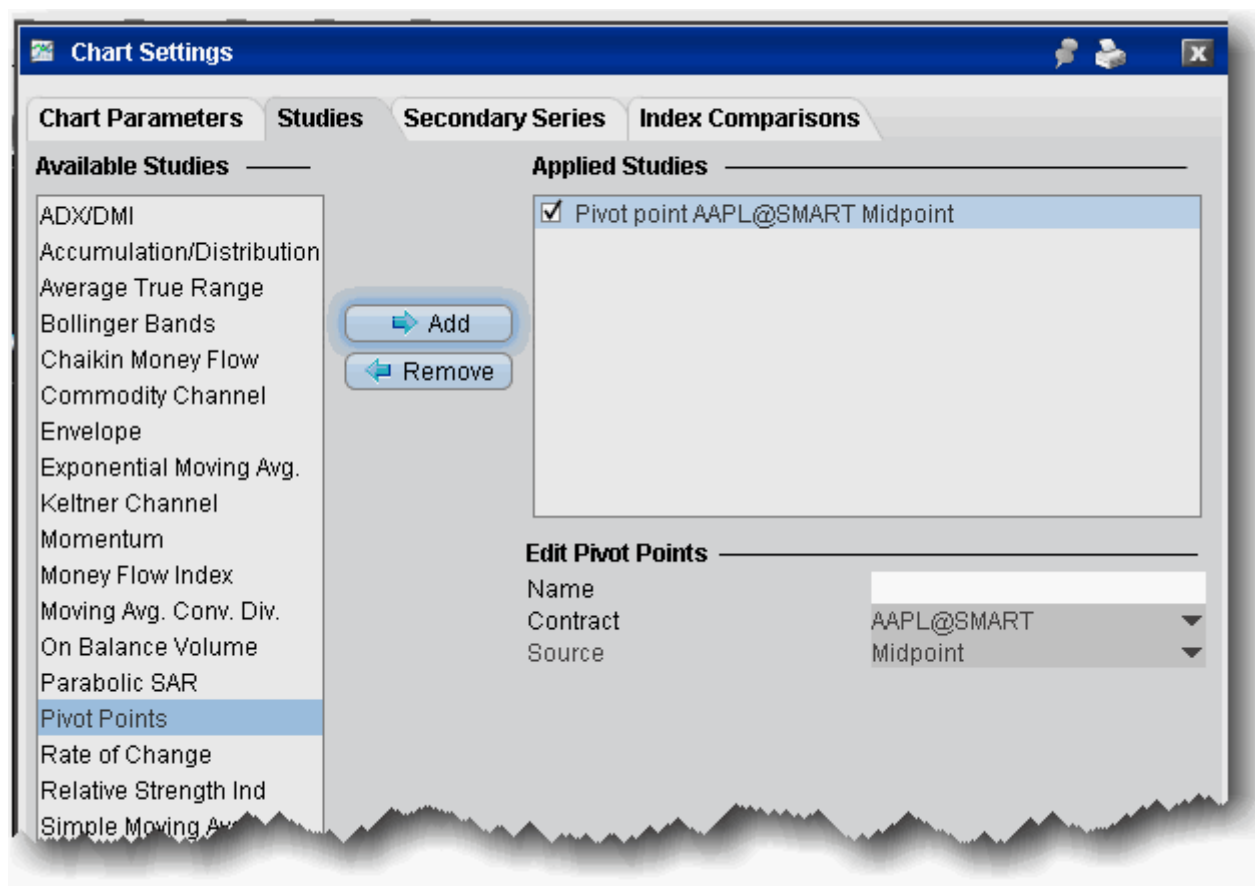 Chart Settings
Chart Parameters Studies Secondary Series Index Comparisons
Available Studies
ADX/DMI
Accumulation/Distribution
Average True Range
Bollinger Bands
Chaikin Money Flow
Commodity Channel
Envelope
Exponential Moving Avg.
Keltner Channel
Momentum
Money Flow Index
Moving Avg. Conv. Div.
On Balance Volume
Parabolic SAR
Pivot Points
Rate of Change
Relative Strength Ind
Simple Moving
Add
Remove
Applied Studies
Pivot point AAPL@SMART Midpoint
Edit Pivot Points
Name
Contract AAPL@SMART
Source Midpoint